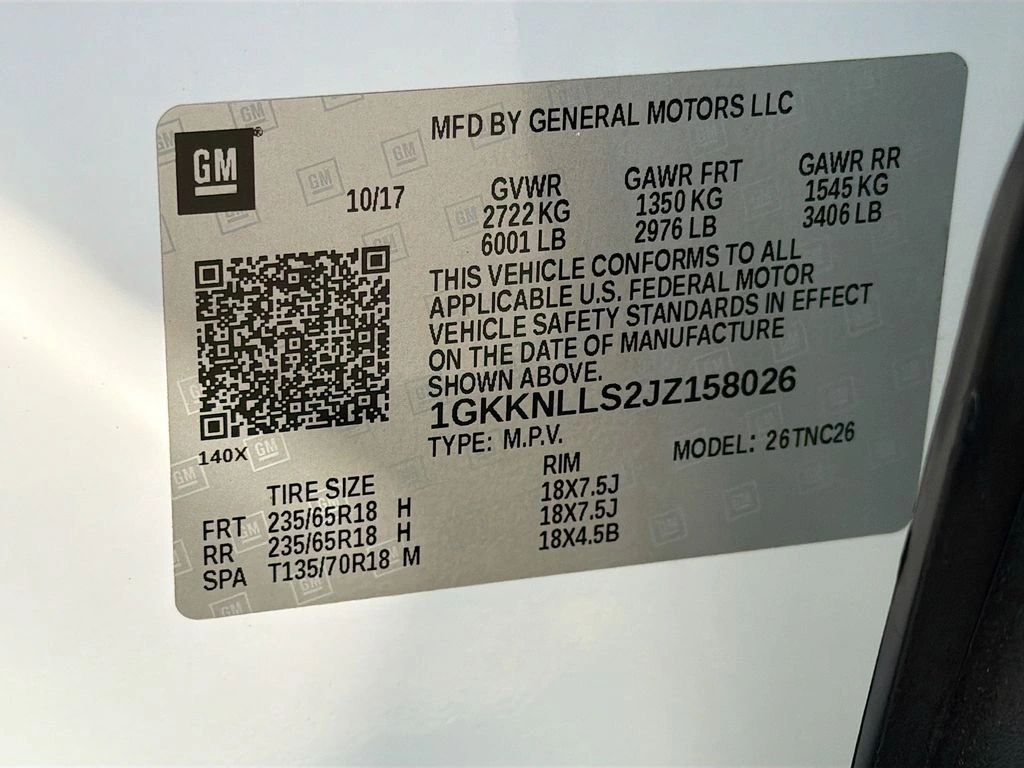 GM
MFD BY GENERAL MOTORS LLC
10/17
GVWR GAWR FRT GAWR RR
2722 KG 1350 KG 1545 KG
6001 LB 2976 LB 3406 LB
THIS VEHICLE CONFORMS TO ALL
APPLICABLE U.S. FEDERAL MOTOR
VEHICLE SAFETY STANDARDS IN EFFECT
ON THE DATE OF MANUFACTURE
SHOWN ABOVE.
1GKKNLLS2JZ158026
TYPE: M.P.V. MODEL: 26TNC26
140X
TIRE SIZE RIM
FRT 235/65R18 H 18X7.5J
RR 235/65R18 H 18X7.5J
SPA T135/70R18 M 18X4.5B